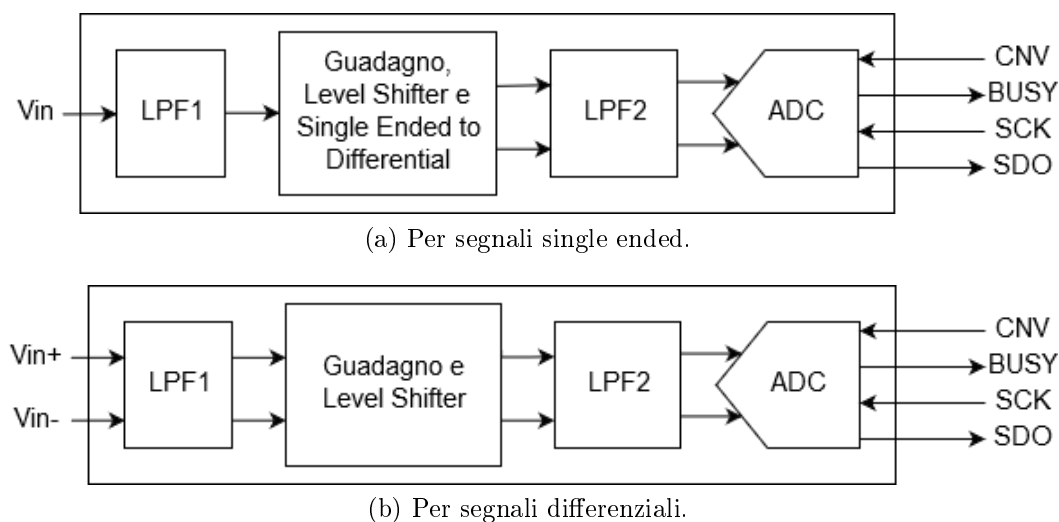 Vin
LPF1
Guadagno,
Level Shifter e
Single Ended to
Differential
LPF2
ADC
CNV
BUSY
SCK
SDO
(a) Per segnali single ended.
Vin+
Vin-
LPF1
Guadagno e
Level Shifter
LPF2
ADC
CNV
BUSY
SCK
SDO
(b) Per segnali differenziali.